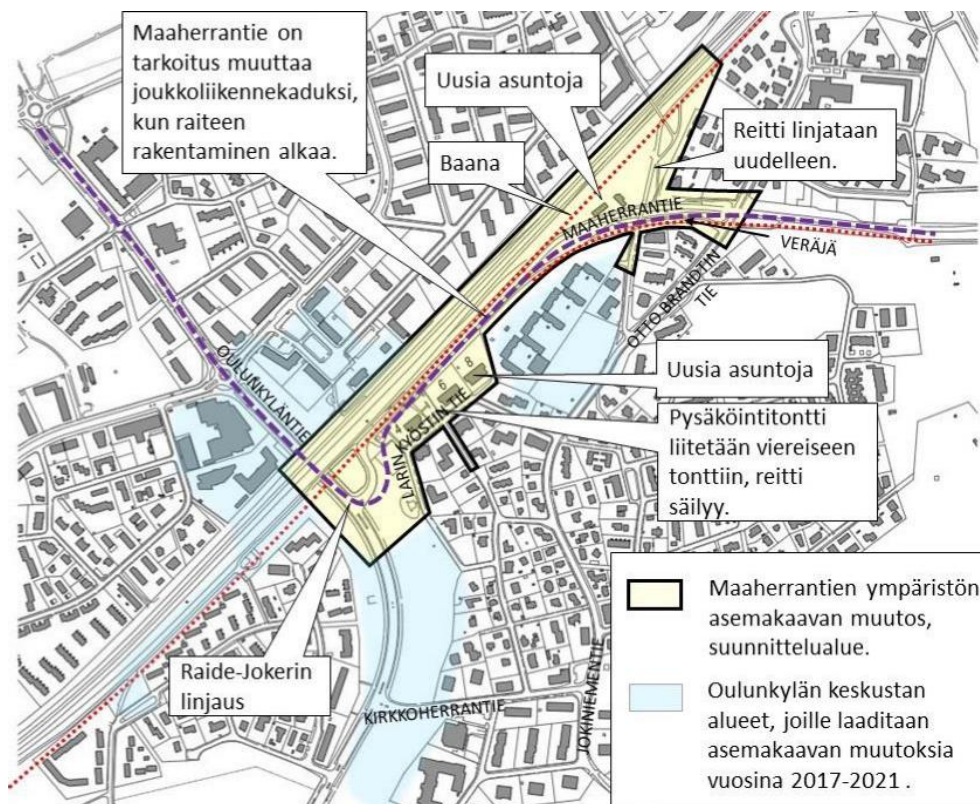 Maaherrantie on
tarkoitus muuttaa
joukkoliikennekaduksi,
kun raiteen
rakentaminen alkaa.
Uusia asuntoja
Baana
Reitti linjataan
uudelleen.
MAAHERRANTIE
VERÄJÄ
OTTO BRANDTIN
TIE
OULUNKYLÄNTIE
6 - 8
LARIN KYÖSTIN TIE
Uusia asuntoja
Pysäköintitontti
liitetään viereiseen
tonttiin, reitti
säilyy.
Raide-Jokerin
linjaus
KIRKKOHERRANTIE
JOKINIEMENTIE
Maaherrantien ympäristön
asemakaavan muutos,
suunnittelualue.
Oulunkylän keskustan
alueet, joille laaditaan
asemakaavan muutoksia
vuosina 2017-2021 .